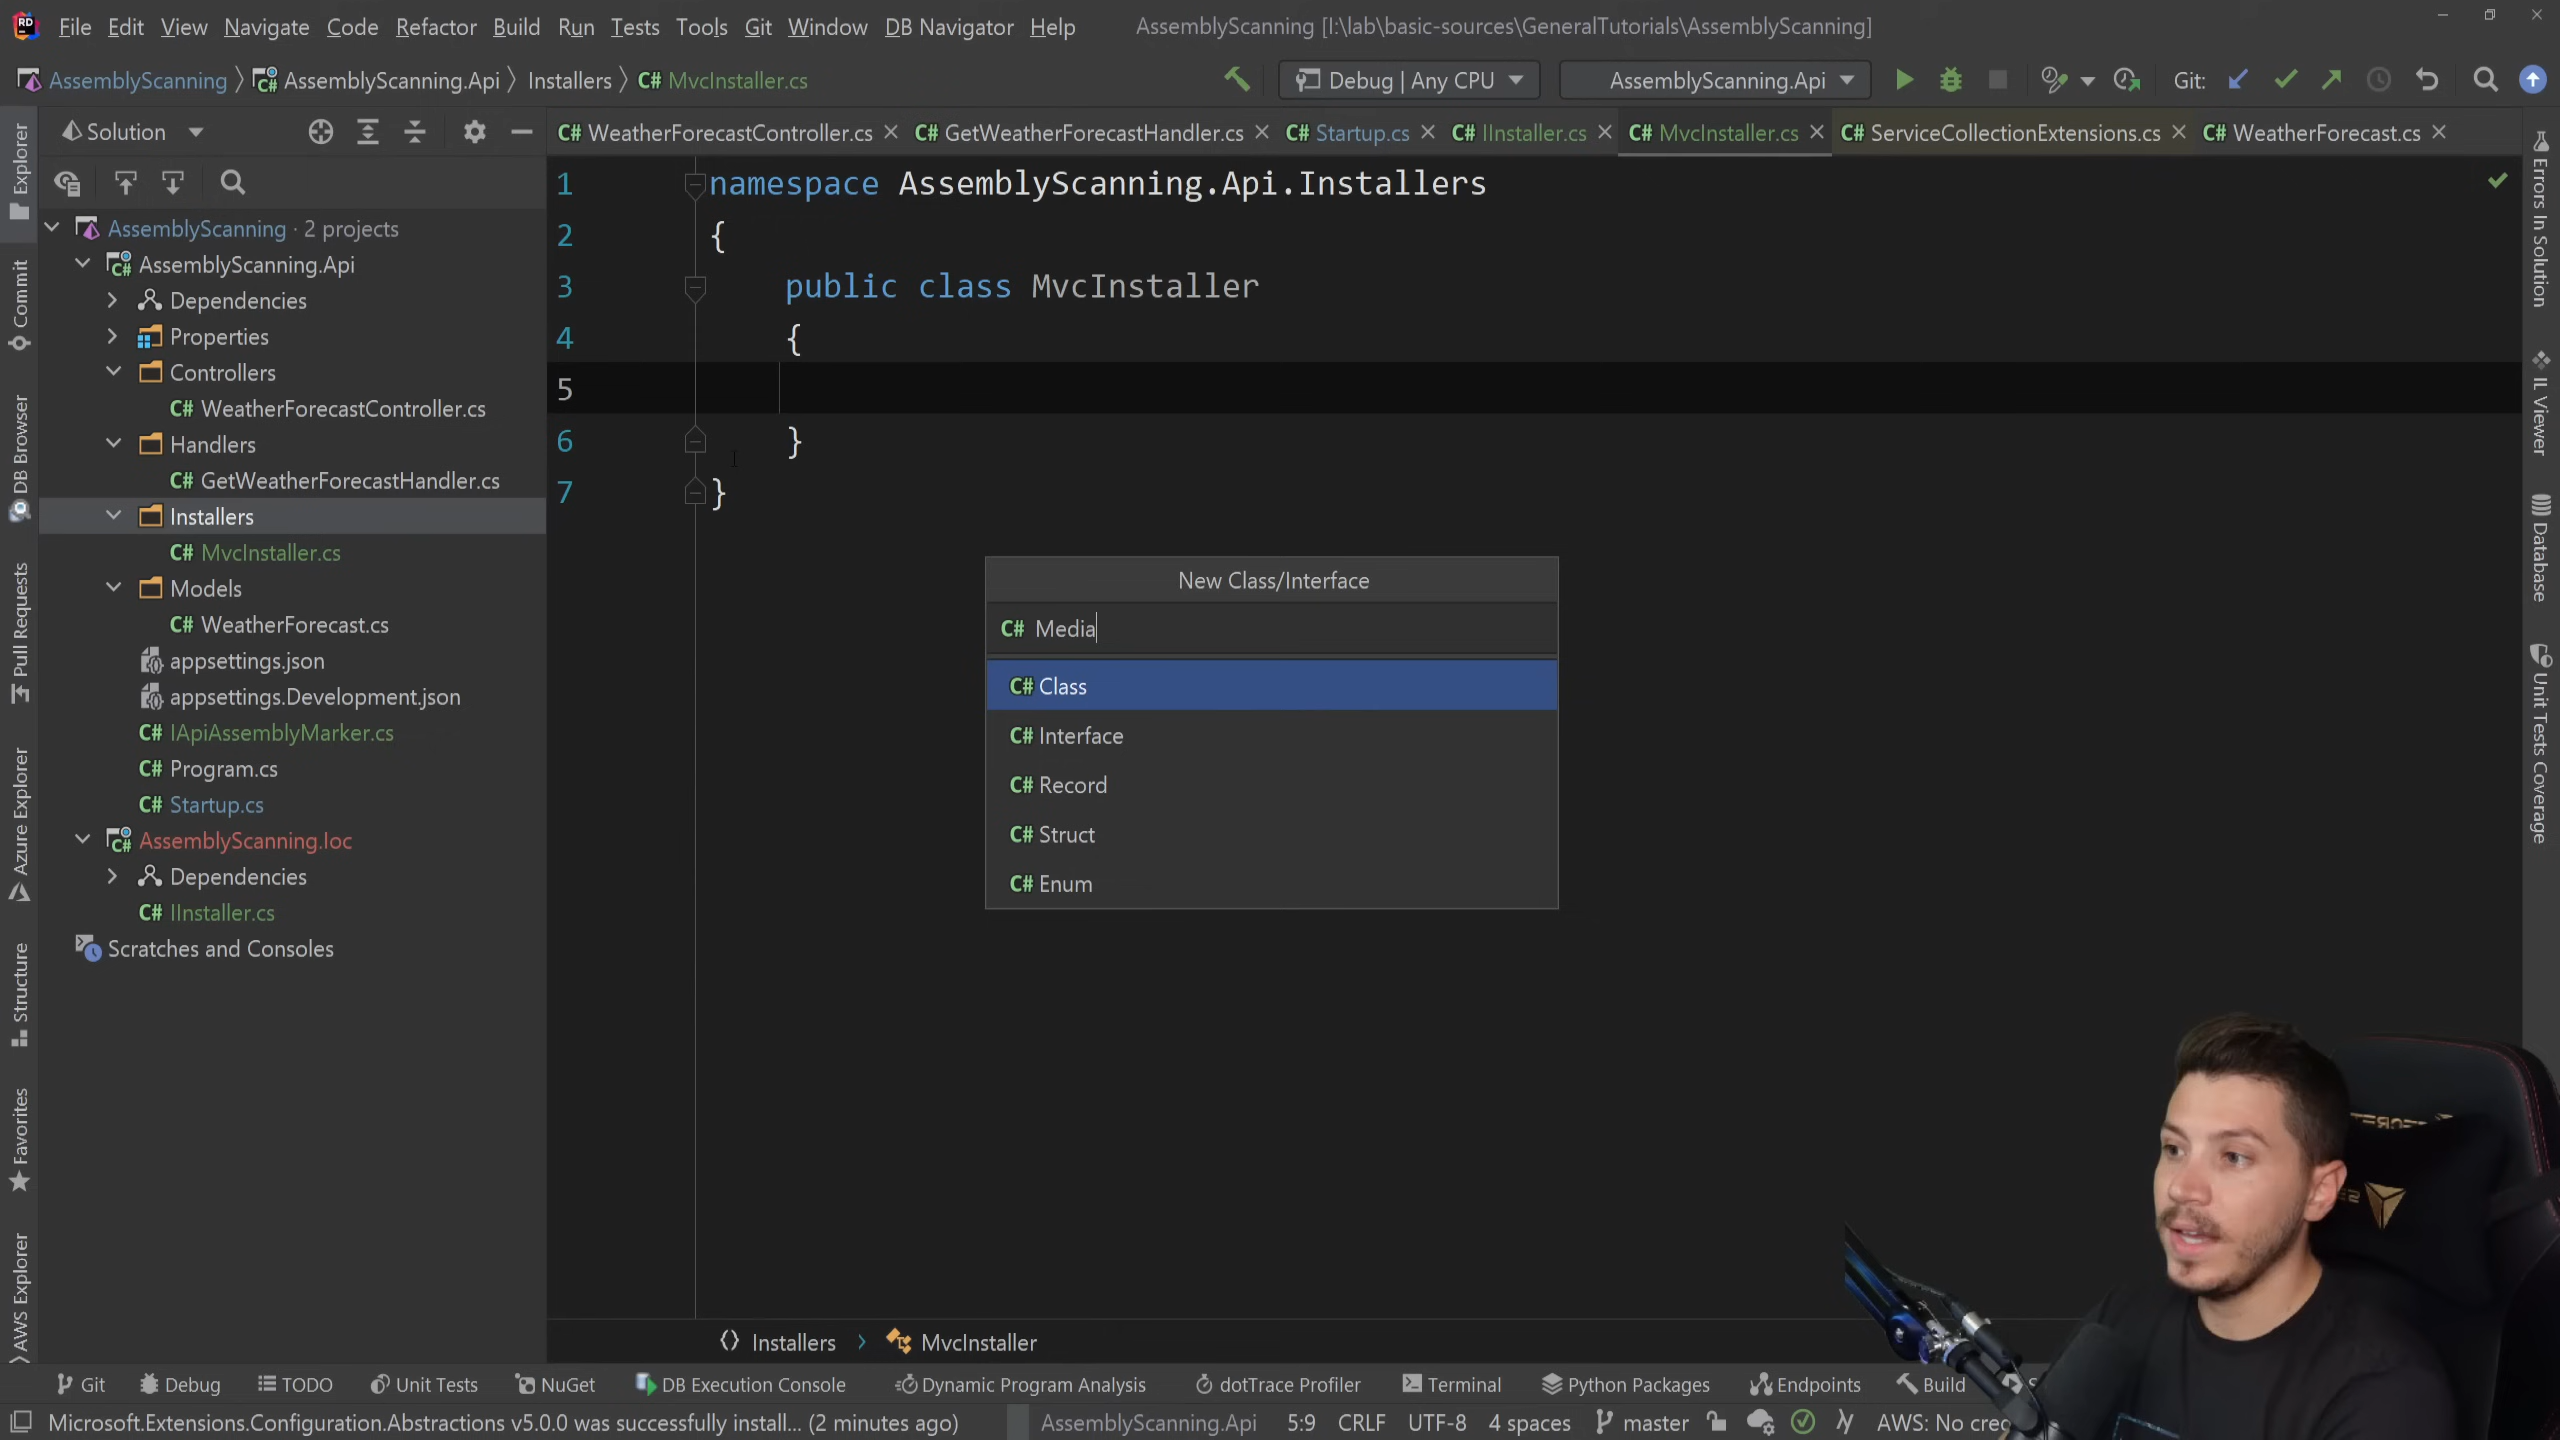 File Edit View Navigate Code Refactor Build Run Tests Tools Git Window DB Navigator Help AssemblyScanning [I:\lab\basic-sources\GeneralTutorials\AssemblyScanning]
AssemblyScanning AssemblyScanning.Api Installers C# MvcInstaller.cs Debug | Any CPU AssemblyScanning.Api Git:
Solution
C# WeatherForecastController.cs C# GetWeatherForecastHandler.cs C# Startup.cs C# IInstaller.cs C# MvcInstaller.cs C# ServiceCollectionExtensions.cs C# WeatherForecast.cs
Explorer
Commit
DB Browser
Pull Requests
Azure Explorer
Structure
Favorites
AWS Explorer
AssemblyScanning · 2 projects
AssemblyScanning.Api
Dependencies
Properties
Controllers
C# WeatherForecastController.cs
Handlers
C# GetWeatherForecastHandler.cs
Installers
C# MvcInstaller.cs
Models
C# WeatherForecast.cs
appsettings.json
appsettings.Development.json
C# IApiAssemblyMarker.cs
C# Program.cs
C# Startup.cs
AssemblyScanning.Ioc
Dependencies
C# IInstaller.cs
Scratches and Consoles
1 namespace AssemblyScanning.Api.Installers
2 {
3 public class MvcInstaller
4 {
5
6 }
7 }
New Class/Interface
C# Media
C# Class
C# Interface
C# Record
C# Struct
C# Enum
Errors In Solution
IL Viewer
Database
Unit Tests Coverage
Installers MvcInstaller
Git Debug TODO Unit Tests NuGet DB Execution Console Dynamic Program Analysis dotTrace Profiler Terminal Python Packages Endpoints Build
Microsoft.Extensions.Configuration.Abstractions v5.0.0 was successfully install... (2 minutes ago) AssemblyScanning.Api 5:9 CRLF UTF-8 4 spaces master AWS: No cred